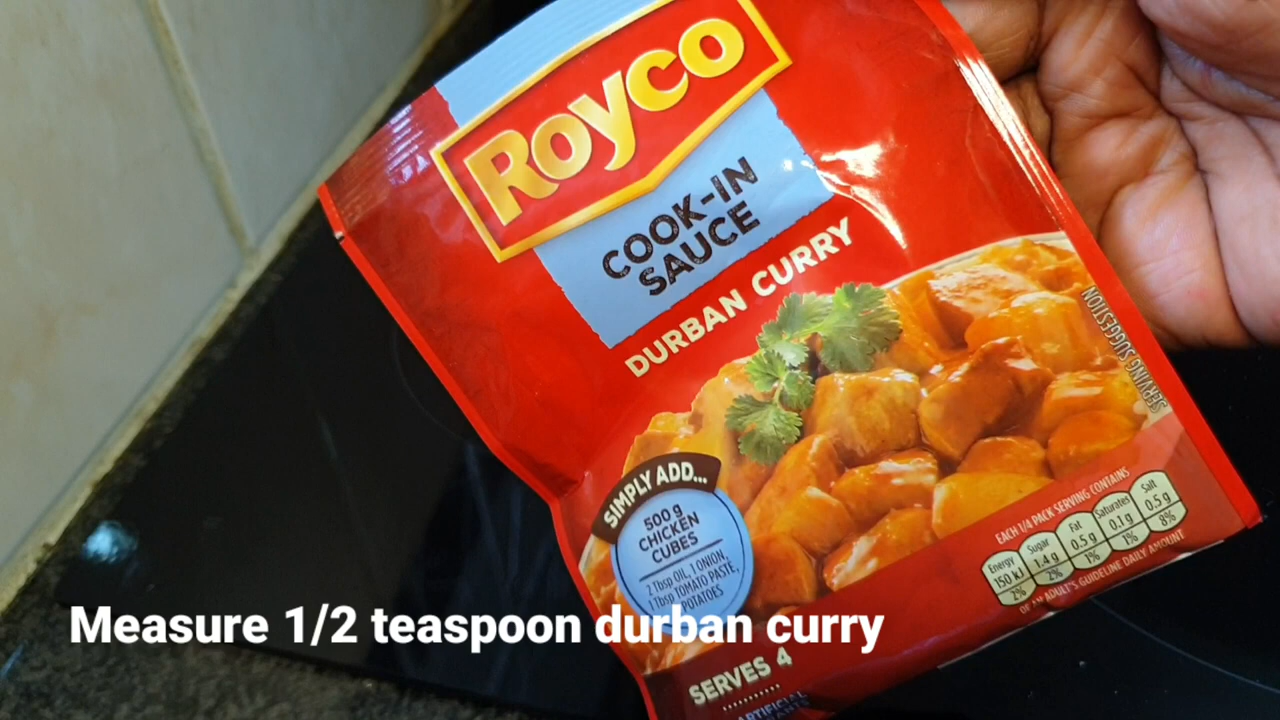 Royco
COOK-IN
SAUCE
DURBAN CURRY
SERVING SUGGESTION
SIMPLY ADD...
500 g
CHICKEN
CUBES
2 Tbsp OIL, 1 ONION,
1 Tbsp TOMATO PASTE,
POTATOES
EACH 1/4 PACK SERVING CONTAINS
Energy Sugar Fat Saturates Salt
150 kJ 1.4 g 0.5 g 0.1 g 0.5 g
2% 2% 1% 1% 8%
OF AN ADULT'S GUIDELINE DAILY AMOUNT
Measure 1/2 teaspoon durban curry
SERVES 4
ARTIFICIAL